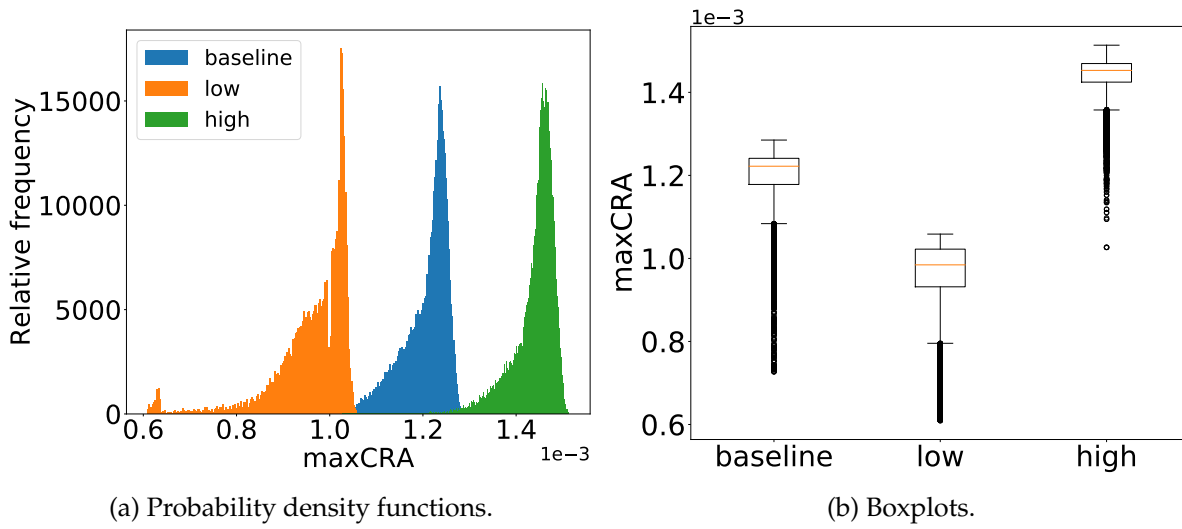 baseline
low
high
Relative frequency
15000
10000
5000
0
0.6 0.8 1.0 1.2 1.4
maxCRA
1e−3
(a) Probability density functions.
1e−3
maxCRA
1.4
1.2
1.0
0.8
0.6
baseline low high
(b) Boxplots.